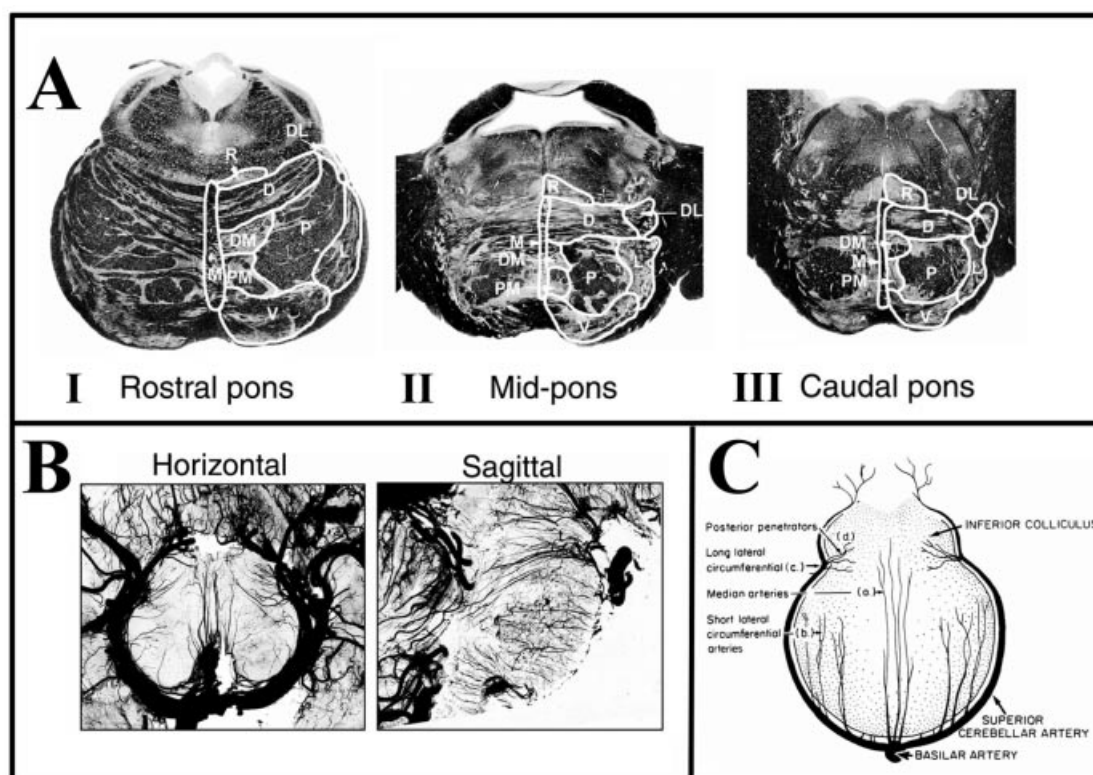 A
DL
R
D
P
DM
L
M
PM
V
R
D
DL
M
DM
P
L
PM
V
R
DL
D
DM
M
P
L
PM
V
I Rostral pons
II Mid-pons
III Caudal pons
B
Horizontal
Sagittal
C
Posterior penetrators
(d)
INFERIOR COLLICULUS
Long lateral
circumferential (c.)
Median arteries
(a.)
Short lateral
circumferential
(b.)
arteries
SUPERIOR
CEREBELLAR ARTERY
BASILAR ARTERY